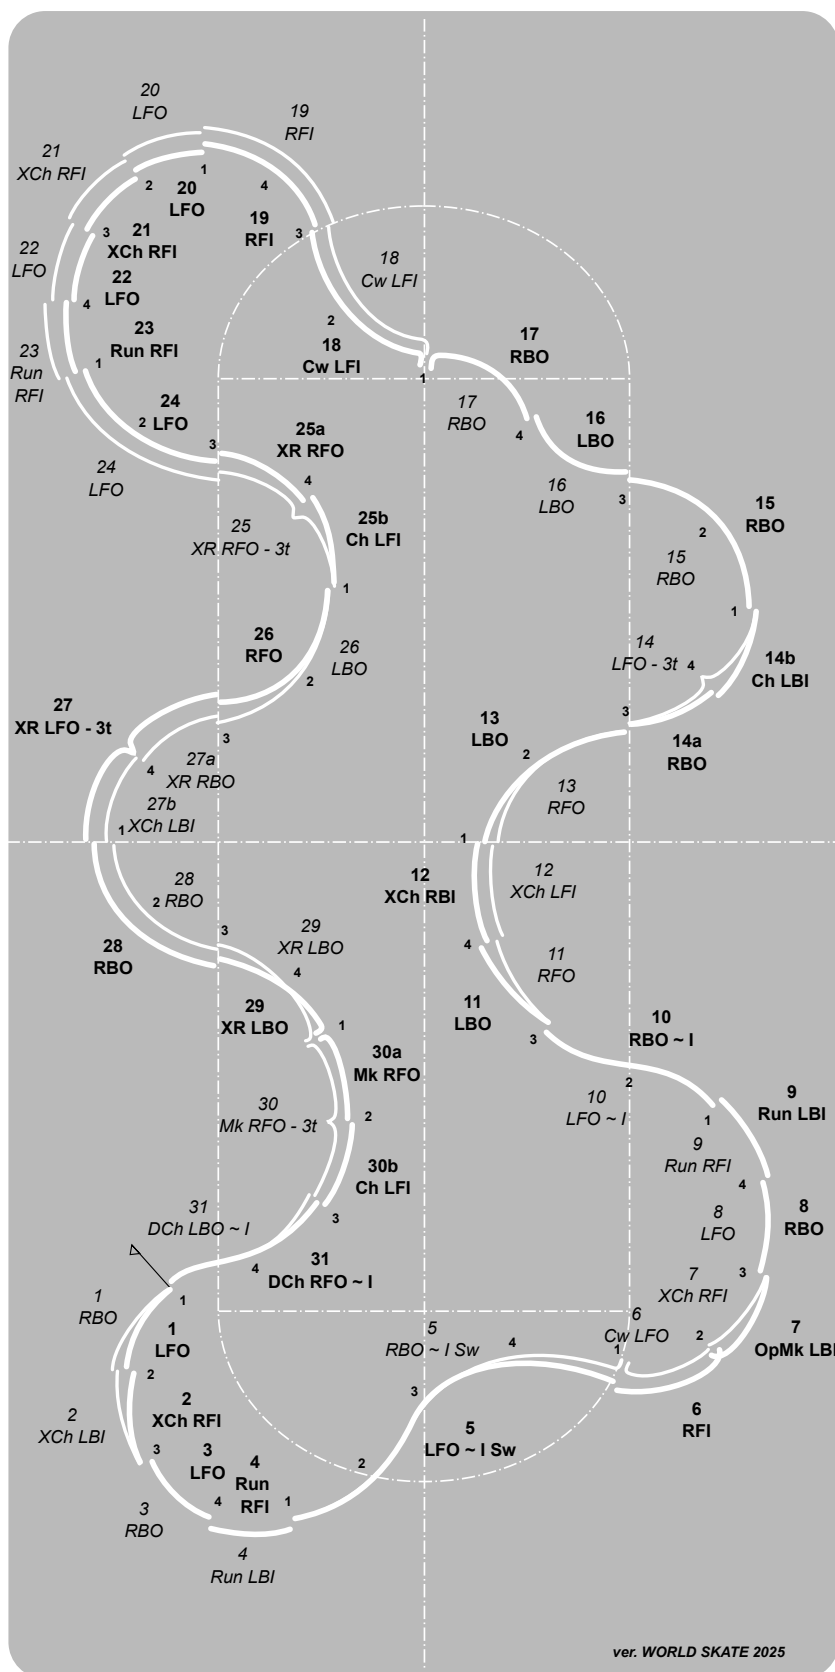 20
LFO
19
RFI
21
XCh RFI
2
1
20
LFO
4
19
RFI
3
3
21
XCh RFI
22
LFO
22
LFO
4
18
Cw LFI
2
18
Cw LFI
17
RBO
1
23
Run RFI
23
Run
RFI
1
24
LFO
2
3
24
LFO
25a
XR RFO
4
17
RBO
4
16
LBO
16
LBO
3
25
XR RFO - 3t
25b
Ch LFI
1
15
RBO
2
15
RBO
1
26
RFO
26
LBO
2
14
LFO - 3t
4
14b
Ch LBI
3
14a
RBO
27
XR LFO - 3t
3
27a
XR RBO
4
27b
XCh LBI
1
13
LBO
2
13
RFO
1
12
XCh RBI
12
XCh LFI
28
RBO
2
28
RBO
3
29
XR LBO
4
29
XR LBO
1
4
11
RFO
11
LBO
3
10
RBO ~ I
2
10
LFO ~ I
30a
Mk RFO
2
30
Mk RFO - 3t
30b
Ch LFI
3
9
Run LBI
1
9
Run RFI
4
8
LFO
8
RBO
3
31
DCh LBO ~ I
4
31
DCh RFO ~ I
7
XCh RFI
7
OpMk LBI
2
1
RBO
1
1
LFO
2
5
RBO ~ I Sw
4
6
Cw LFO
1
6
RFI
3
2
XCh RFI
2
XCh LBI
3
3
LFO
4
Run
RFI
5
LFO ~ I Sw
2
4
1
3
RBO
4
Run LBI
ver. WORLD SKATE 2025